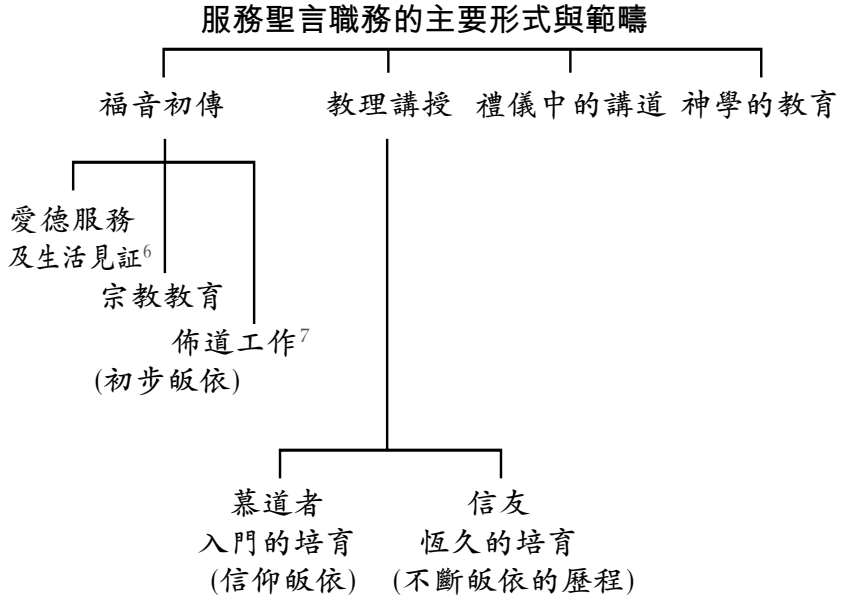 服務聖言職務的主要形式與範疇
福音初傳 教理講授 禮儀中的講道 神學的教育
愛德服務
及生活見証6
宗教教育
佈道工作7
(初步皈依)
慕道者 信友
入門的培育 恆久的培育
(信仰皈依) (不斷皈依的歷程)